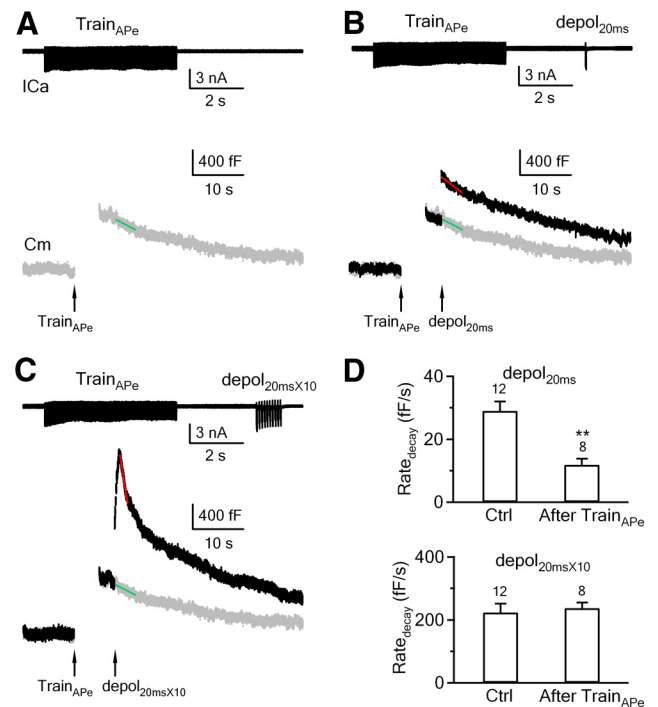 A
Train_APe
ICa
3 nA
2 s
400 fF
10 s
Cm
Train_APe
B
Train_APe
depol_20ms
3 nA
2 s
400 fF
10 s
Train_APe
depol_20ms
C
Train_APe
depol_20msX10
3 nA
2 s
400 fF
10 s
Train_APe
depol_20msX10
D
depol_20ms
Rate_decay (fF/s)
40
20
0
12
**
8
Ctrl
After Train_APe
depol_20msX10
Rate_decay (fF/s)
400
200
0
12
8
Ctrl
After Train_APe